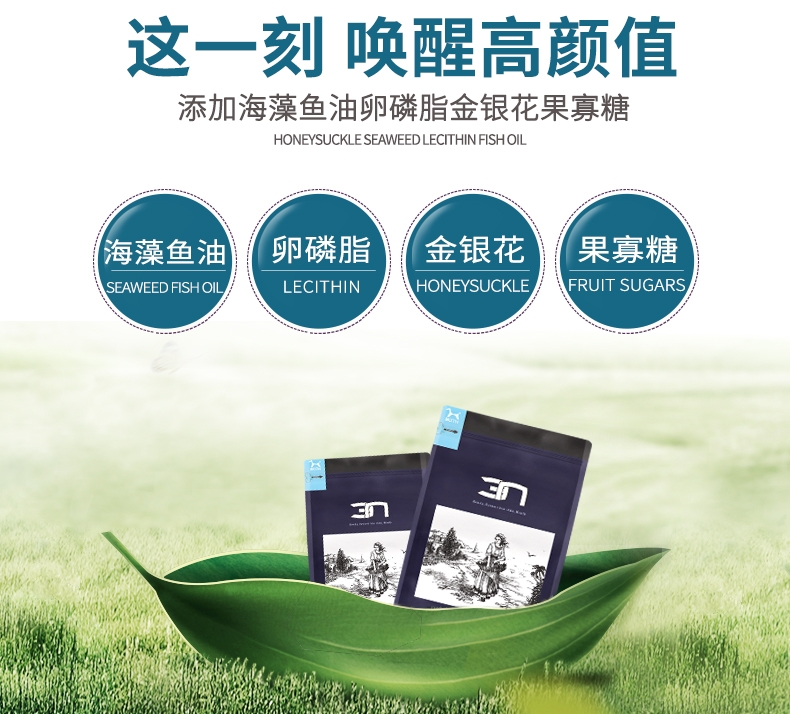 这一刻 唤醒高颜值
添加海藻鱼油卵磷脂金银花果寡糖
HONEYSUCKLE SEAWEED LECITHIN FISH OIL
海藻鱼油
SEAWEED FISH OIL
卵磷脂
LECITHIN
金银花
HONEYSUCKLE
果寡糖
FRUIT SUGARS